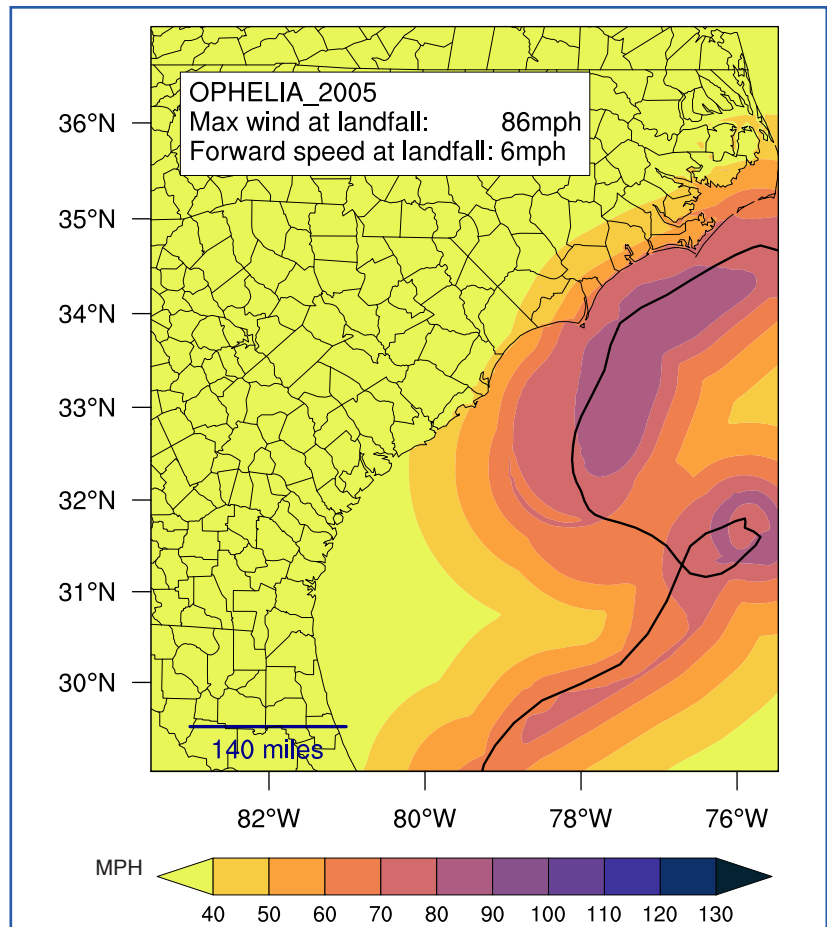 OPHELIA_2005
Max wind at landfall: 86mph
Forward speed at landfall: 6mph
36°N
35°N
34°N
33°N
32°N
31°N
30°N
140 miles
82°W 80°W 78°W 76°W
MPH
40 50 60 70 80 90 100 110 120 130